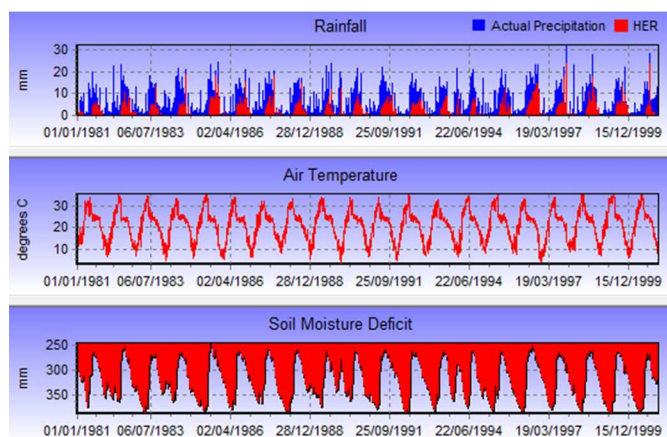 Rainfall
Actual Precipitation HER
mm
30
20
10
0
01/01/1981 06/07/1983 02/04/1986 28/12/1988 25/09/1991 22/06/1994 19/03/1997 15/12/1999
Air Temperature
degrees C
30
20
10
01/01/1981 06/07/1983 02/04/1986 28/12/1988 25/09/1991 22/06/1994 19/03/1997 15/12/1999
Soil Moisture Deficit
mm
250
300
350
01/01/1981 06/07/1983 02/04/1986 28/12/1988 25/09/1991 22/06/1994 19/03/1997 15/12/1999